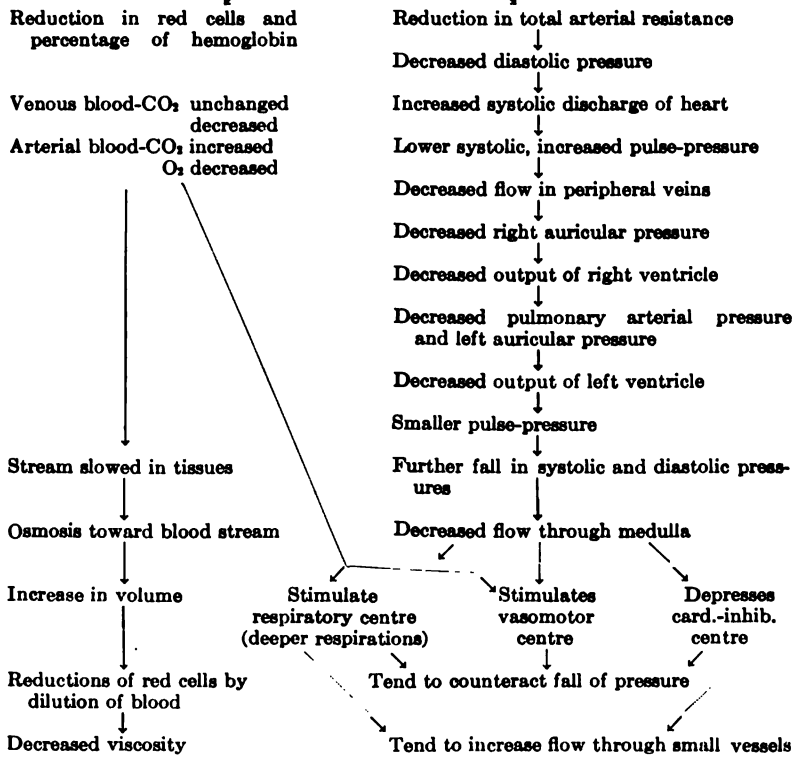 Reduction in red cells and
percentage of hemoglobin
Venous blood-CO₂ unchanged
decreased
Arterial blood-CO₂ increased
O₂ decreased
Stream slowed in tissues
Osmosis toward blood stream
Increase in volume
Reductions of red cells by
dilution of blood
Decreased viscosity
Reduction in total arterial resistance
Decreased diastolic pressure
Increased systolic discharge of heart
Lower systolic, increased pulse-pressure
Decreased flow in peripheral veins
Decreased right auricular pressure
Decreased output of right ventricle
Decreased pulmonary arterial pressure
and left auricular pressure
Decreased output of left ventricle
Smaller pulse-pressure
Further fall in systolic and diastolic press-
ures
Decreased flow through medulla
Stimulate
respiratory centre
(deeper respirations)
Stimulates
vasomotor
centre
Depresses
card.-inhib.
centre
Tend to counteract fall of pressure
Tend to increase flow through small vessels